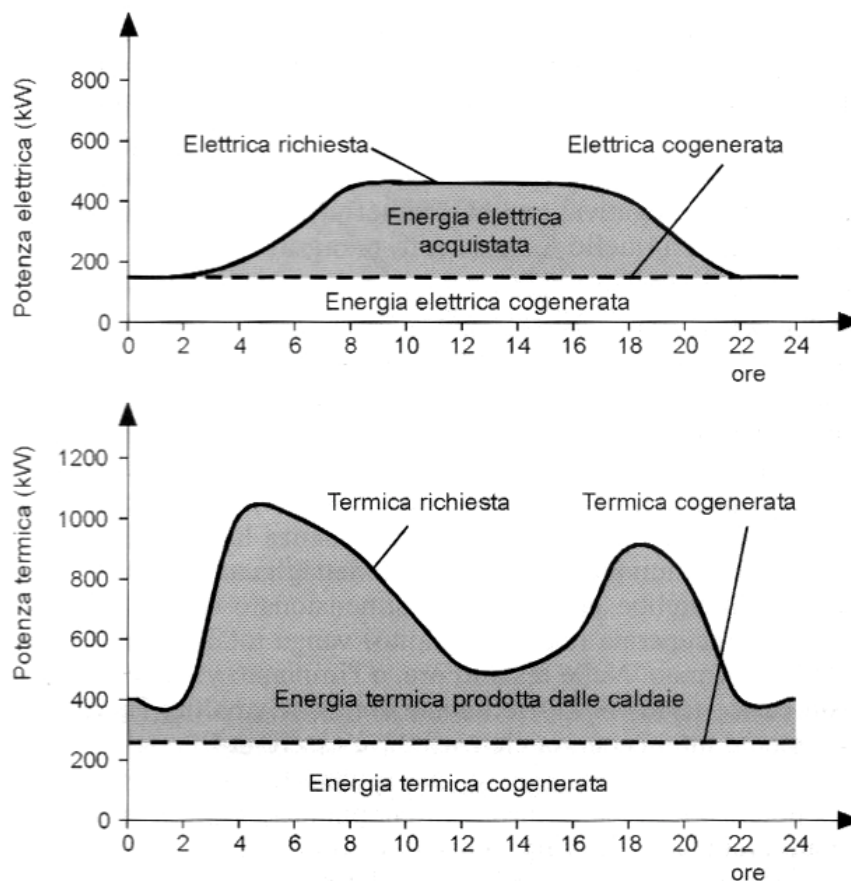 Potenza elettrica (kW)
800
600
400
200
0
Elettrica richiesta
Elettrica cogenerata
Energia elettrica
acquistata
Energia elettrica cogenerata
0 2 4 6 8 10 12 14 16 18 20 22 24
ore
Potenza termica (kW)
1200
1000
800
600
400
200
0
Termica richiesta
Termica cogenerata
Energia termica prodotta dalle caldaie
Energia termica cogenerata
0 2 4 6 8 10 12 14 16 18 20 22 24
ore